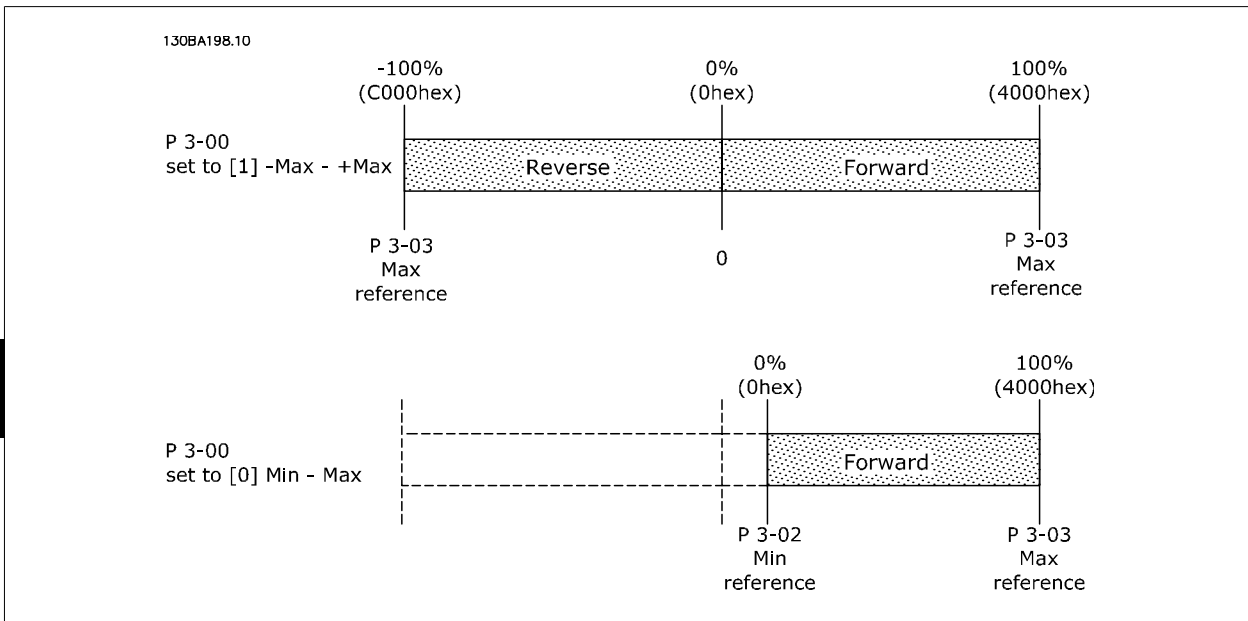 130BA198.10
-100%
(C000hex)
0%
(0hex)
100%
(4000hex)
P 3-00
set to [1] -Max - +Max
Reverse
Forward
P 3-03
Max
reference
0
P 3-03
Max
reference
0%
(0hex)
100%
(4000hex)
P 3-00
set to [0] Min - Max
Forward
P 3-02
Min
reference
P 3-03
Max
reference